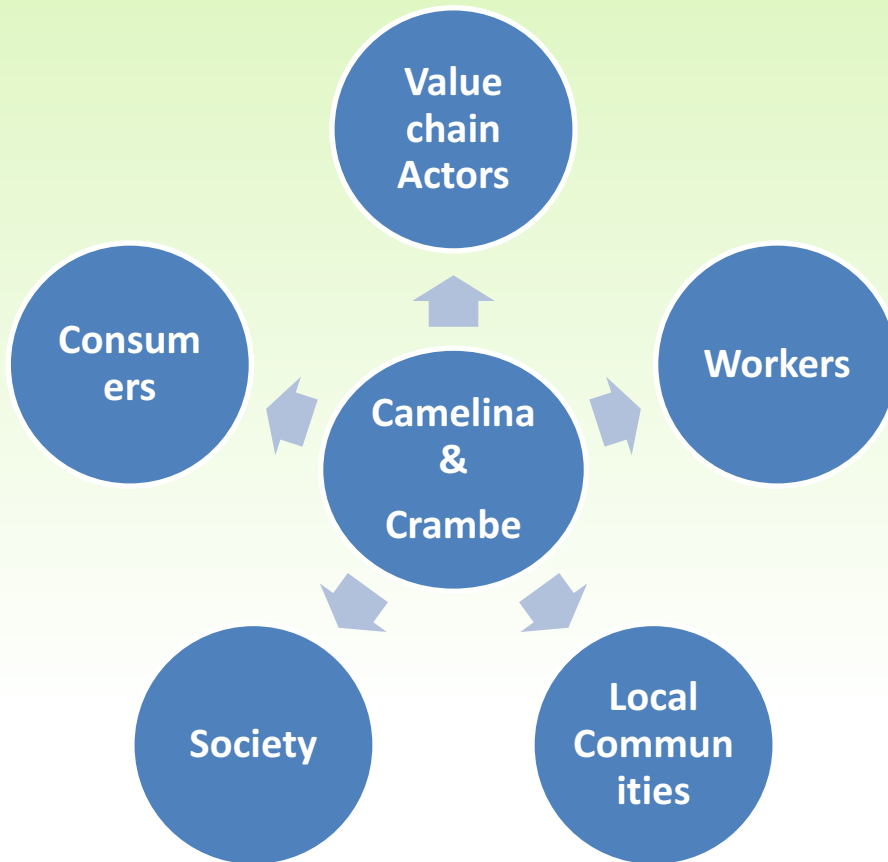 Value
chain
Actors
Consum
ers
Workers
Camelina
&
Crambe
Society
Local
Commun
ities